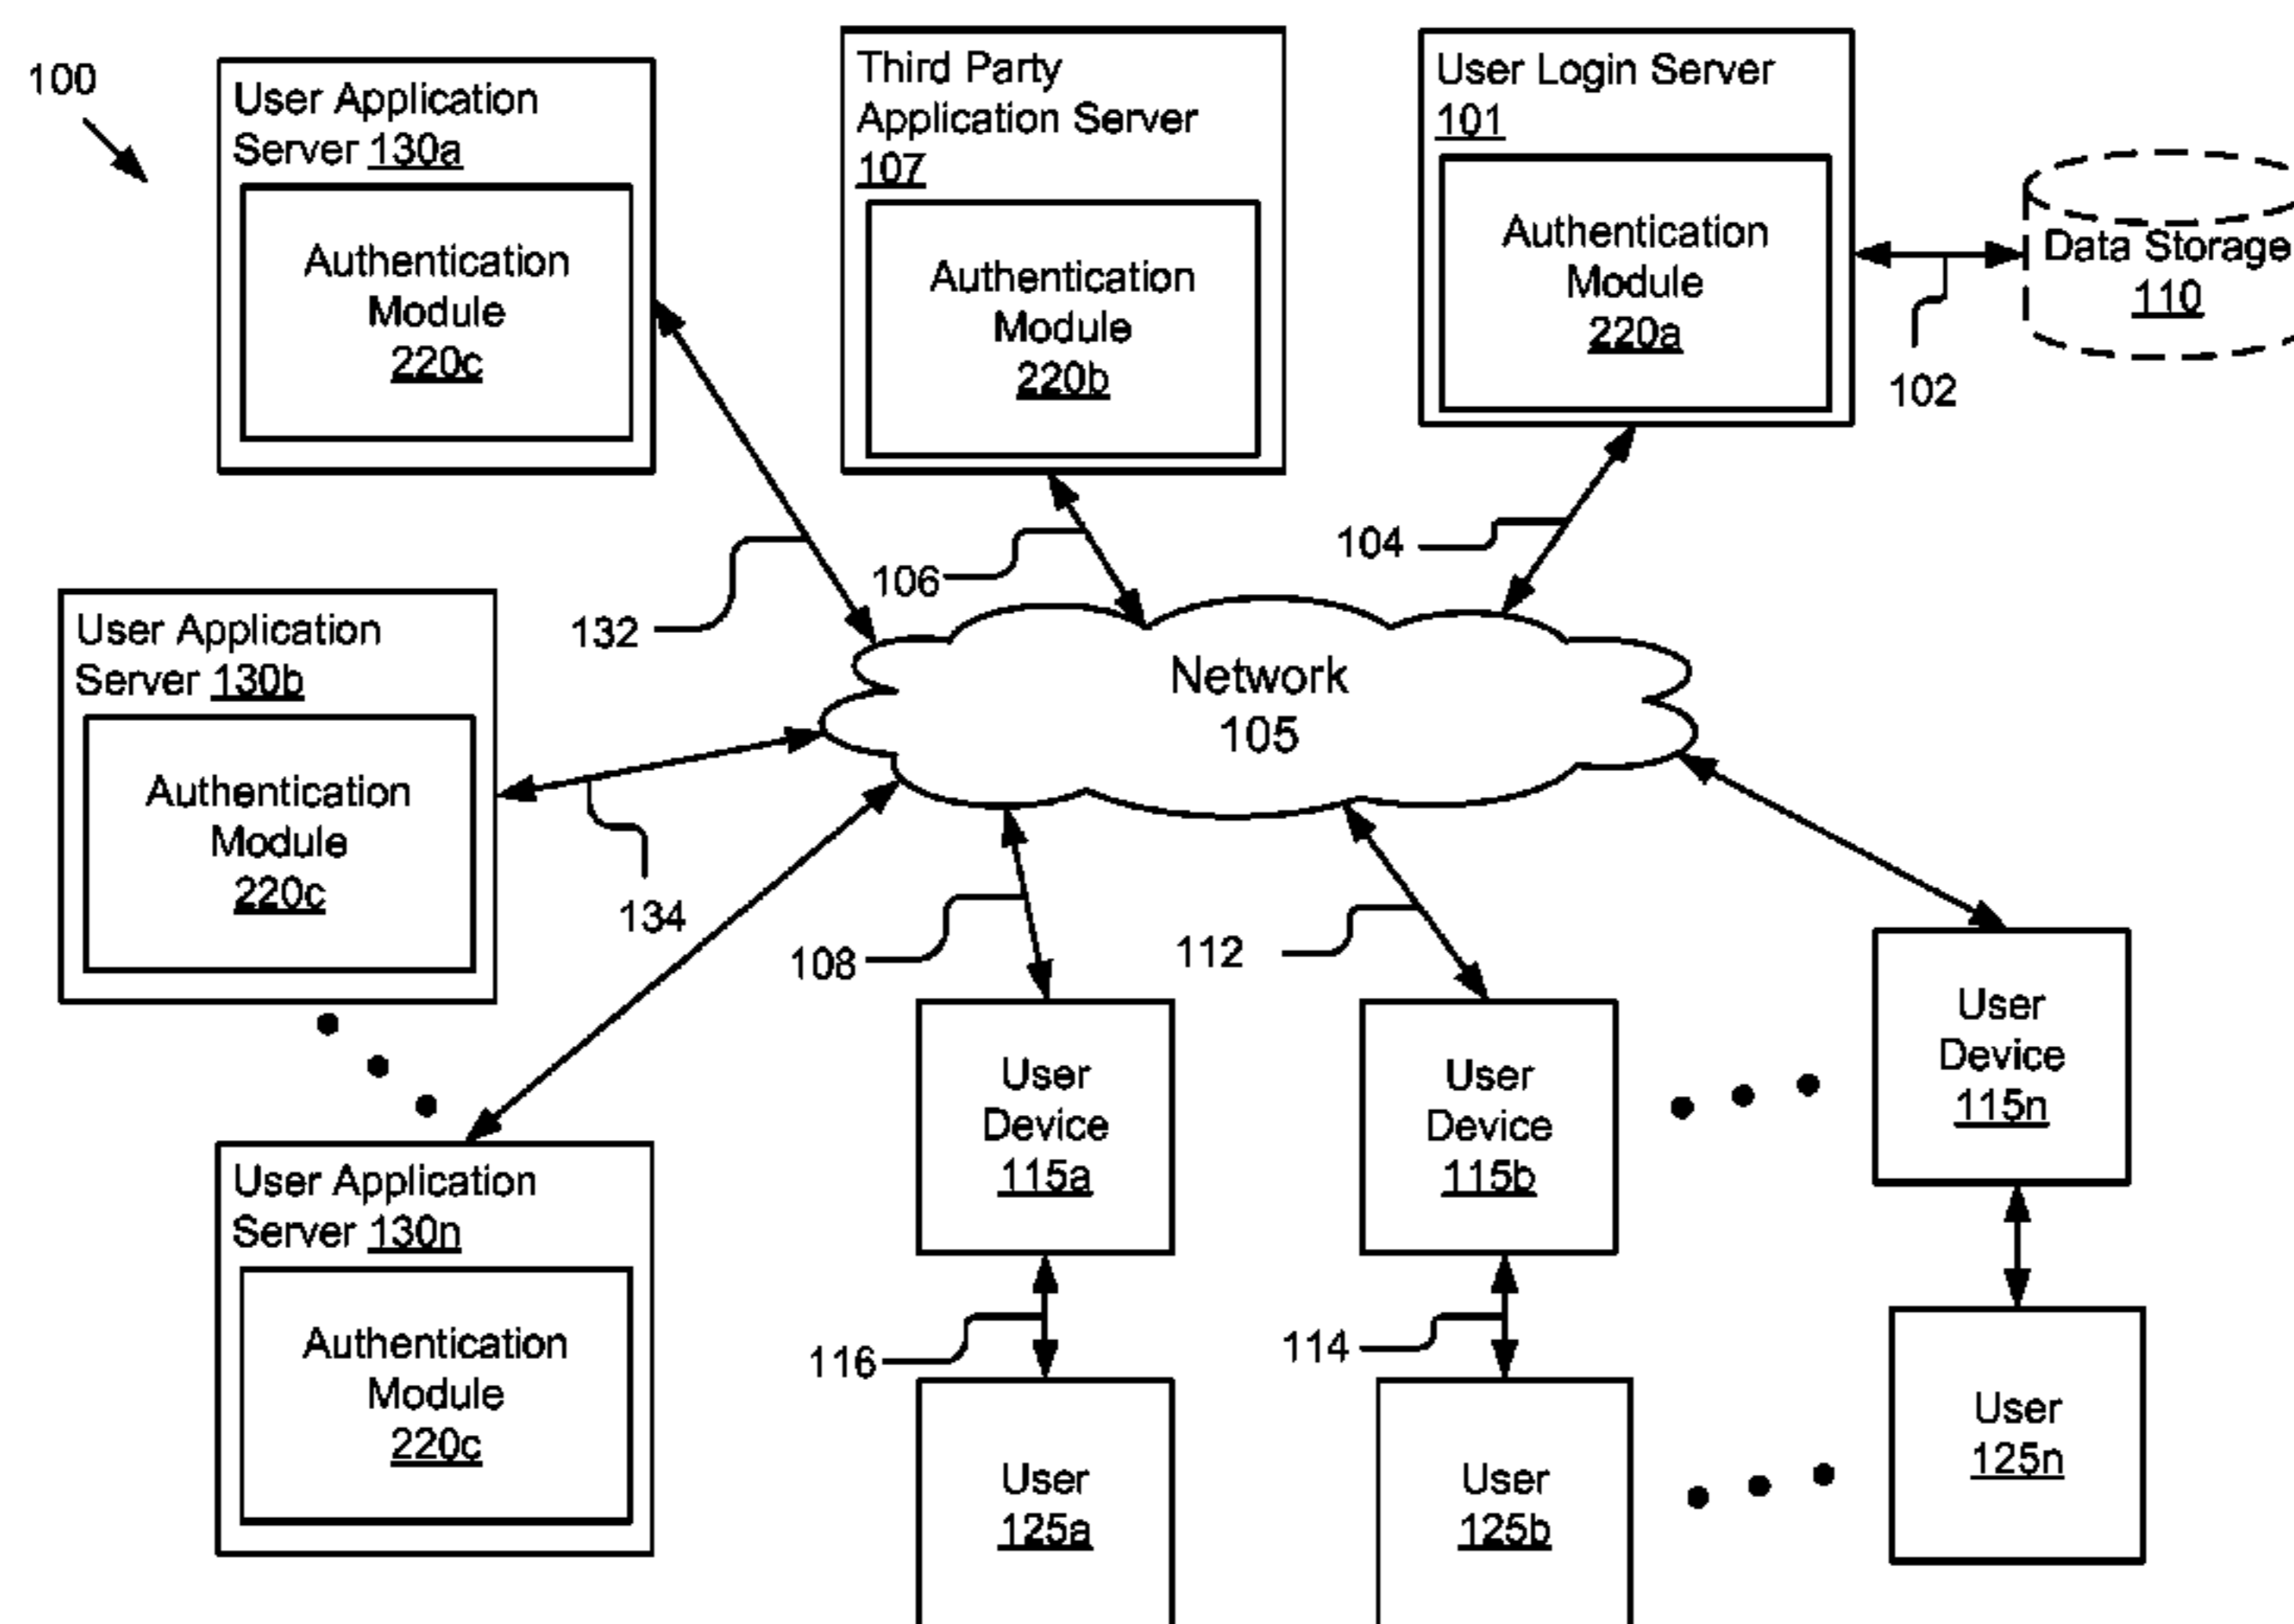 100
User Application
Server 130a
Authentication
Module
220c
Third Party
Application Server
107
Authentication
Module
220b
User Login Server
101
Authentication
Module
220a
Data Storage
110
102
104
106
132
User Application
Server 130b
Authentication
Module
220c
Network
105
134
108
112
User Application
Server 130n
Authentication
Module
220c
User
Device
115a
User
Device
115b
User
Device
115n
116
114
User
125a
User
125b
User
125n